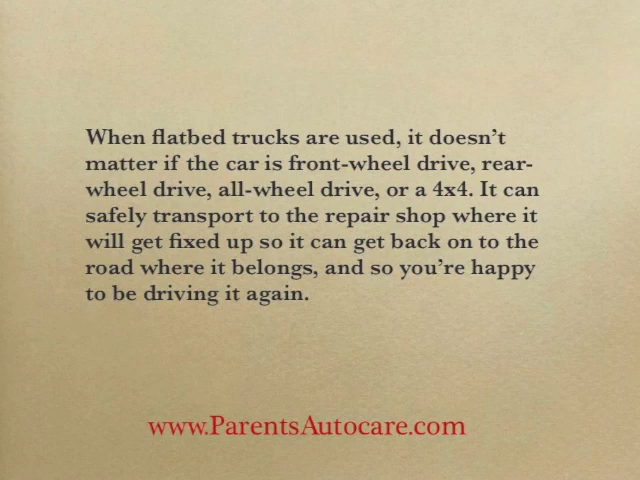 When flatbed trucks are used, it doesn’t
matter if the car is front-wheel drive, rear-
wheel drive, all-wheel drive, or a 4x4. It can
safely transport to the repair shop where it
will get fixed up so it can get back on to the
road where it belongs, and so you’re happy
to be driving it again.
www.ParentsAutocare.com